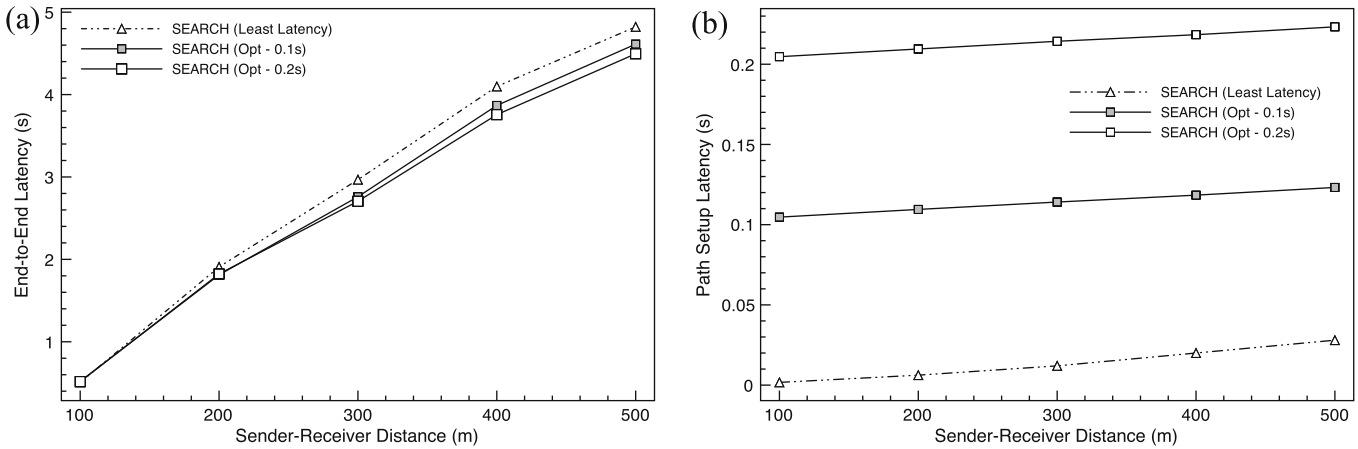 (a)
SEARCH (Least Latency)
SEARCH (Opt - 0.1s)
SEARCH (Opt - 0.2s)
End-to-End Latency (s)
5
4
3
2
1
100 200 300 400 500
Sender-Receiver Distance (m)
(b)
SEARCH (Least Latency)
SEARCH (Opt - 0.1s)
SEARCH (Opt - 0.2s)
Path Setup Latency (s)
0.2
0.15
0.1
0.05
0
100 200 300 400 500
Sender-Receiver Distance (m)